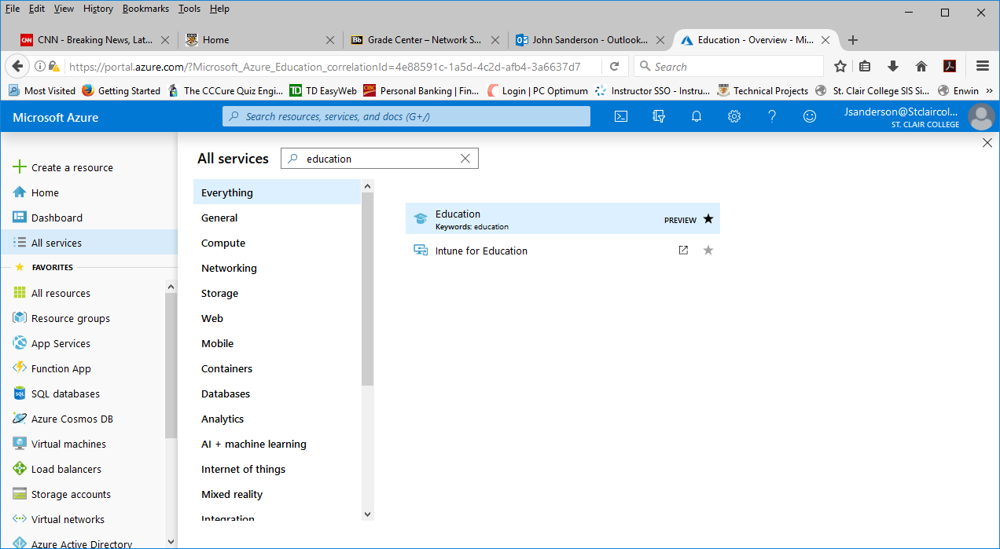 File Edit View History Bookmarks Tools Help
CNN - Breaking News, Lat...
Home
Bb Grade Center – Network S...
John Sanderson - Outlook...
Education - Overview - Mi...
https://portal.azure.com/?Microsoft_Azure_Education_correlationId=4e88591c-1a5d-4c2d-afb4-3a6637d7
Search
Most Visited
Getting Started
The CCCure Quiz Engi...
TD TD EasyWeb
CIBC Personal Banking | Fin...
Login | PC Optimum
Instructor SSO - Instru...
Technical Projects
St. Clair College SIS Si...
Enwin
Microsoft Azure
Search resources, services, and docs (G+/)
Jsanderson@Stclaircol...
ST. CLAIR COLLEGE
Create a resource
Home
Dashboard
All services
FAVORITES
All resources
Resource groups
App Services
Function App
SQL databases
Azure Cosmos DB
Virtual machines
Load balancers
Storage accounts
Virtual networks
Azure Active Directory
All services
education
Everything
General
Compute
Networking
Storage
Web
Mobile
Containers
Databases
Analytics
AI + machine learning
Internet of things
Mixed reality
Integration
Education
Keywords: education
PREVIEW
Intune for Education